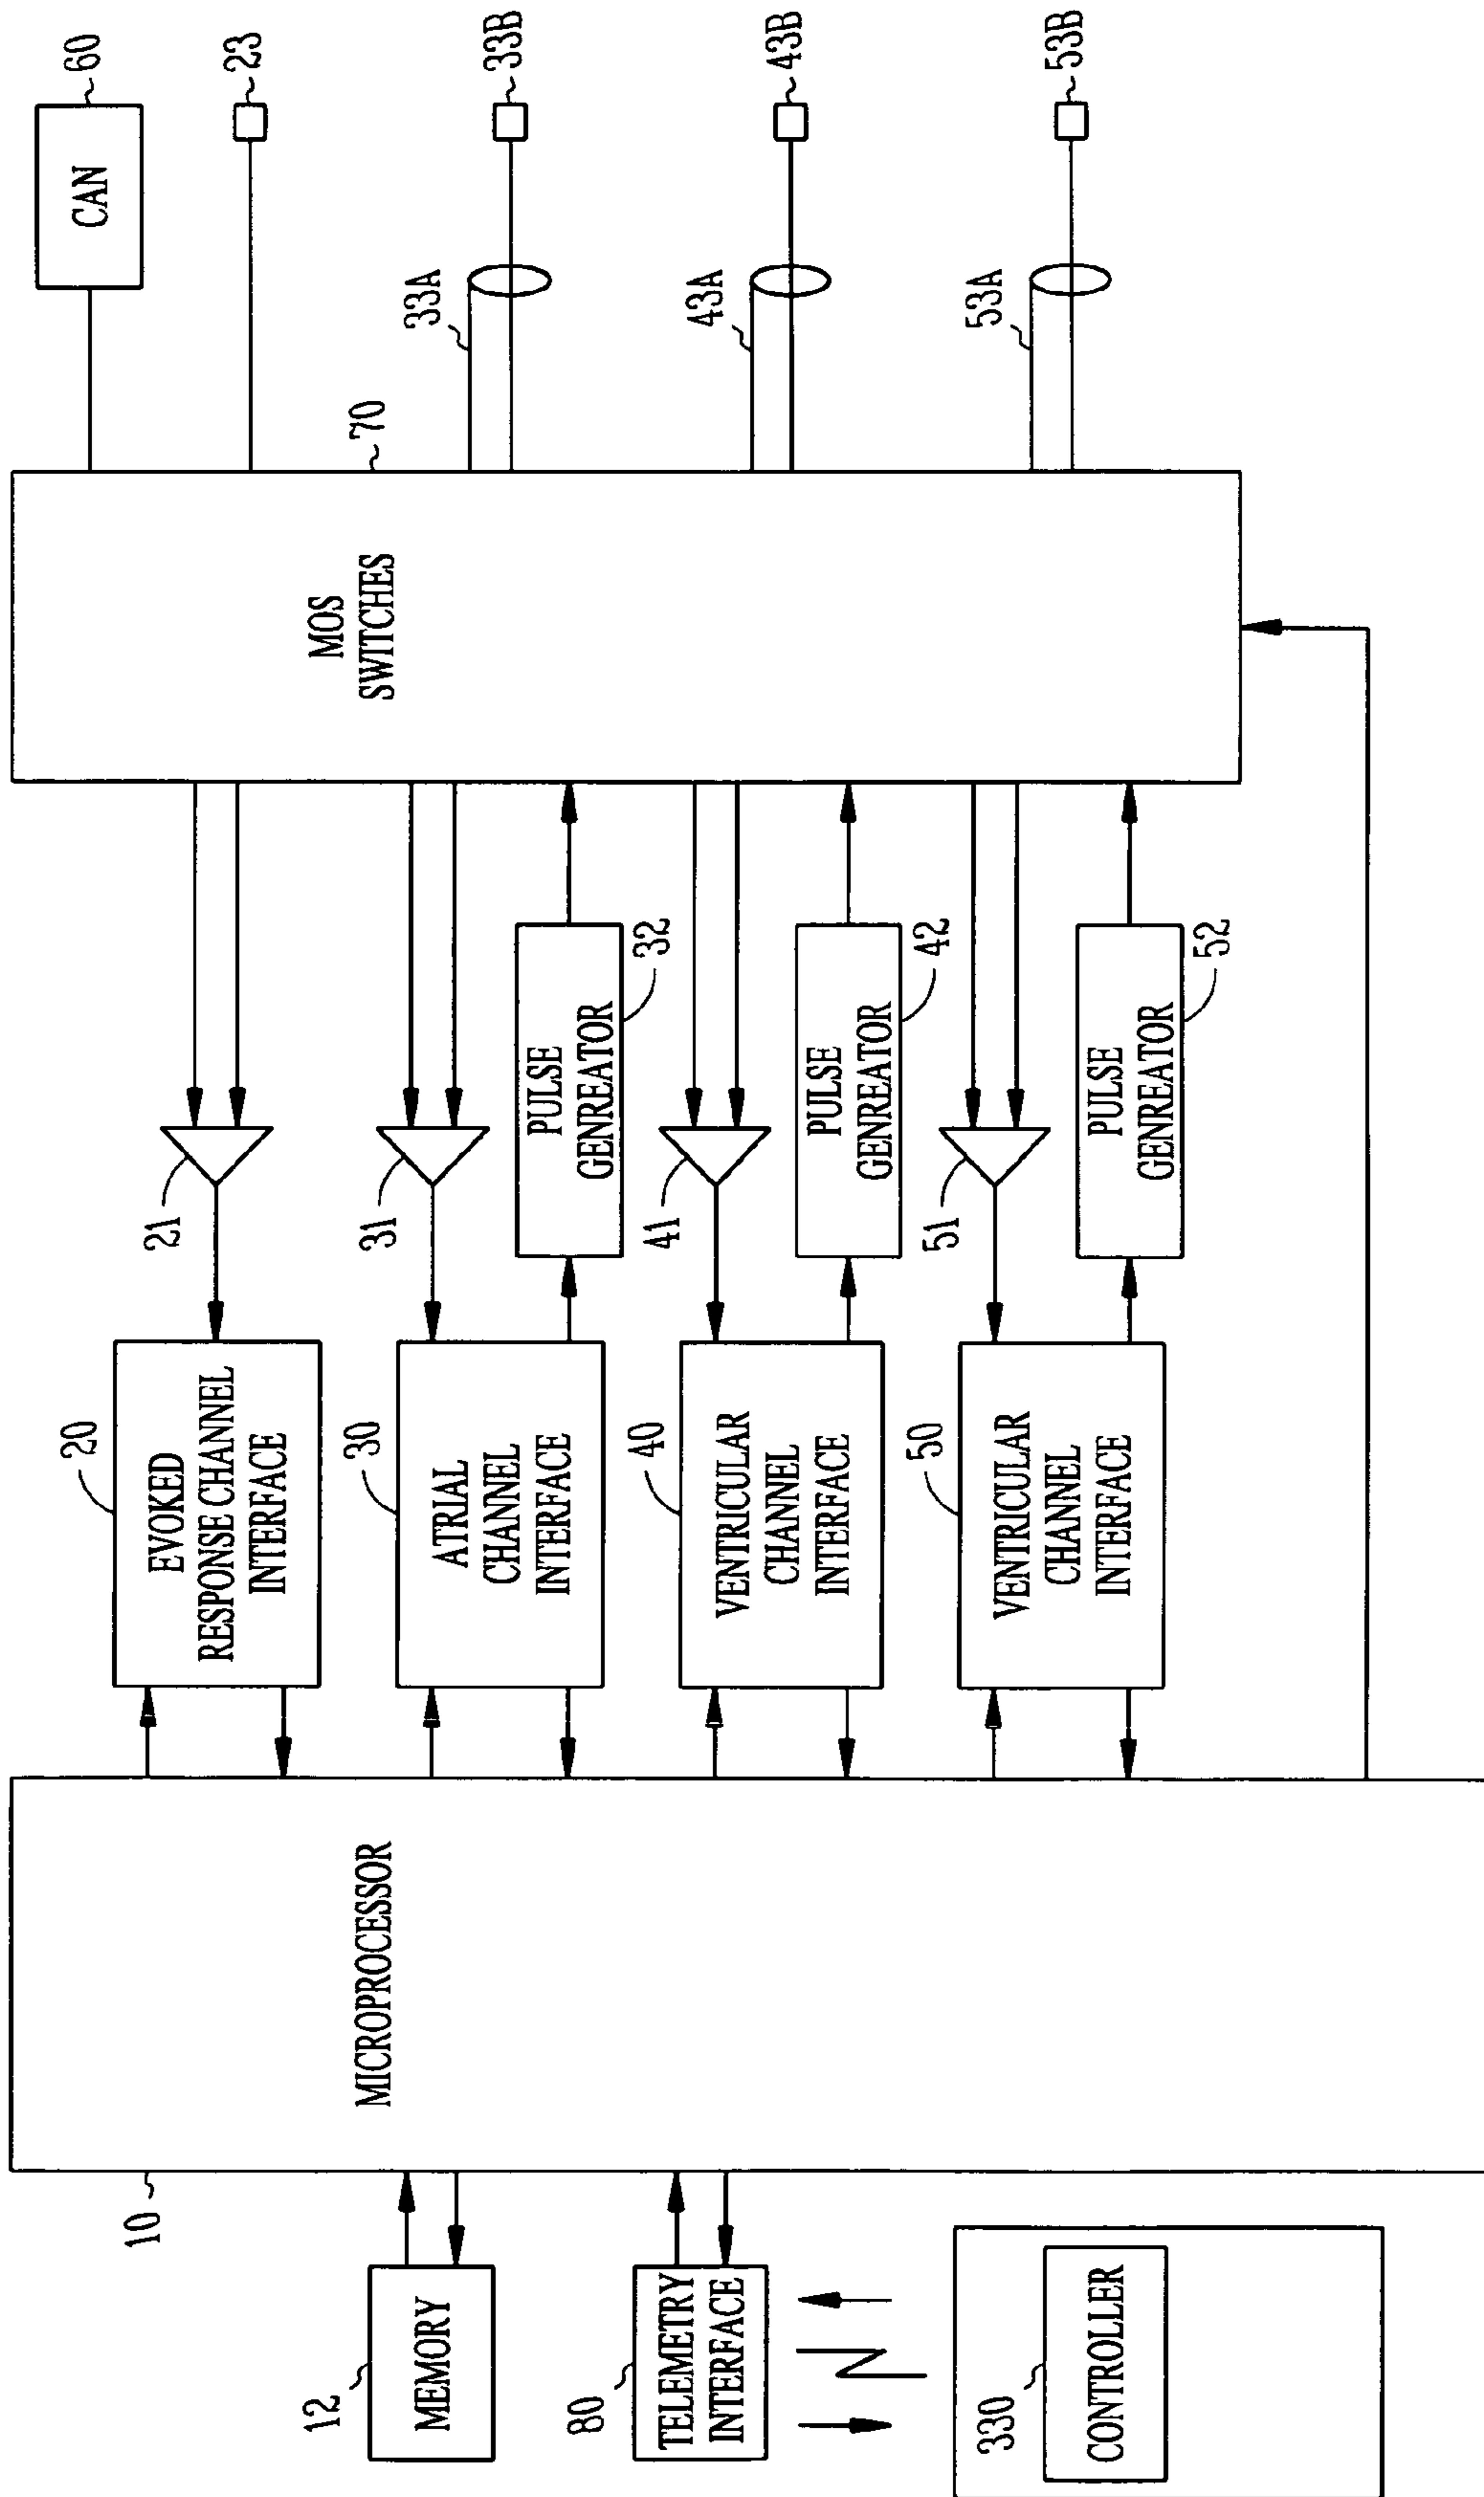 10
12
MEMORY
80
TELEMETRY
INTERFACE
330
CONTROLLER
MICROPROCESSOR
20
EVOKED
RESPONSE CHANNEL
INTERFACE
30
ATRIAL
CHANNEL
INTERFACE
40
VENTRICULAR
CHANNEL
INTERFACE
50
VENTRICULAR
CHANNEL
INTERFACE
21
31
PULSE
GENREATOR
32
41
PULSE
GENREATOR
42
51
PULSE
GENREATOR
52
MOS
SWITCHES
70
CAN
60
23
33A
33B
43A
43B
53A
53B